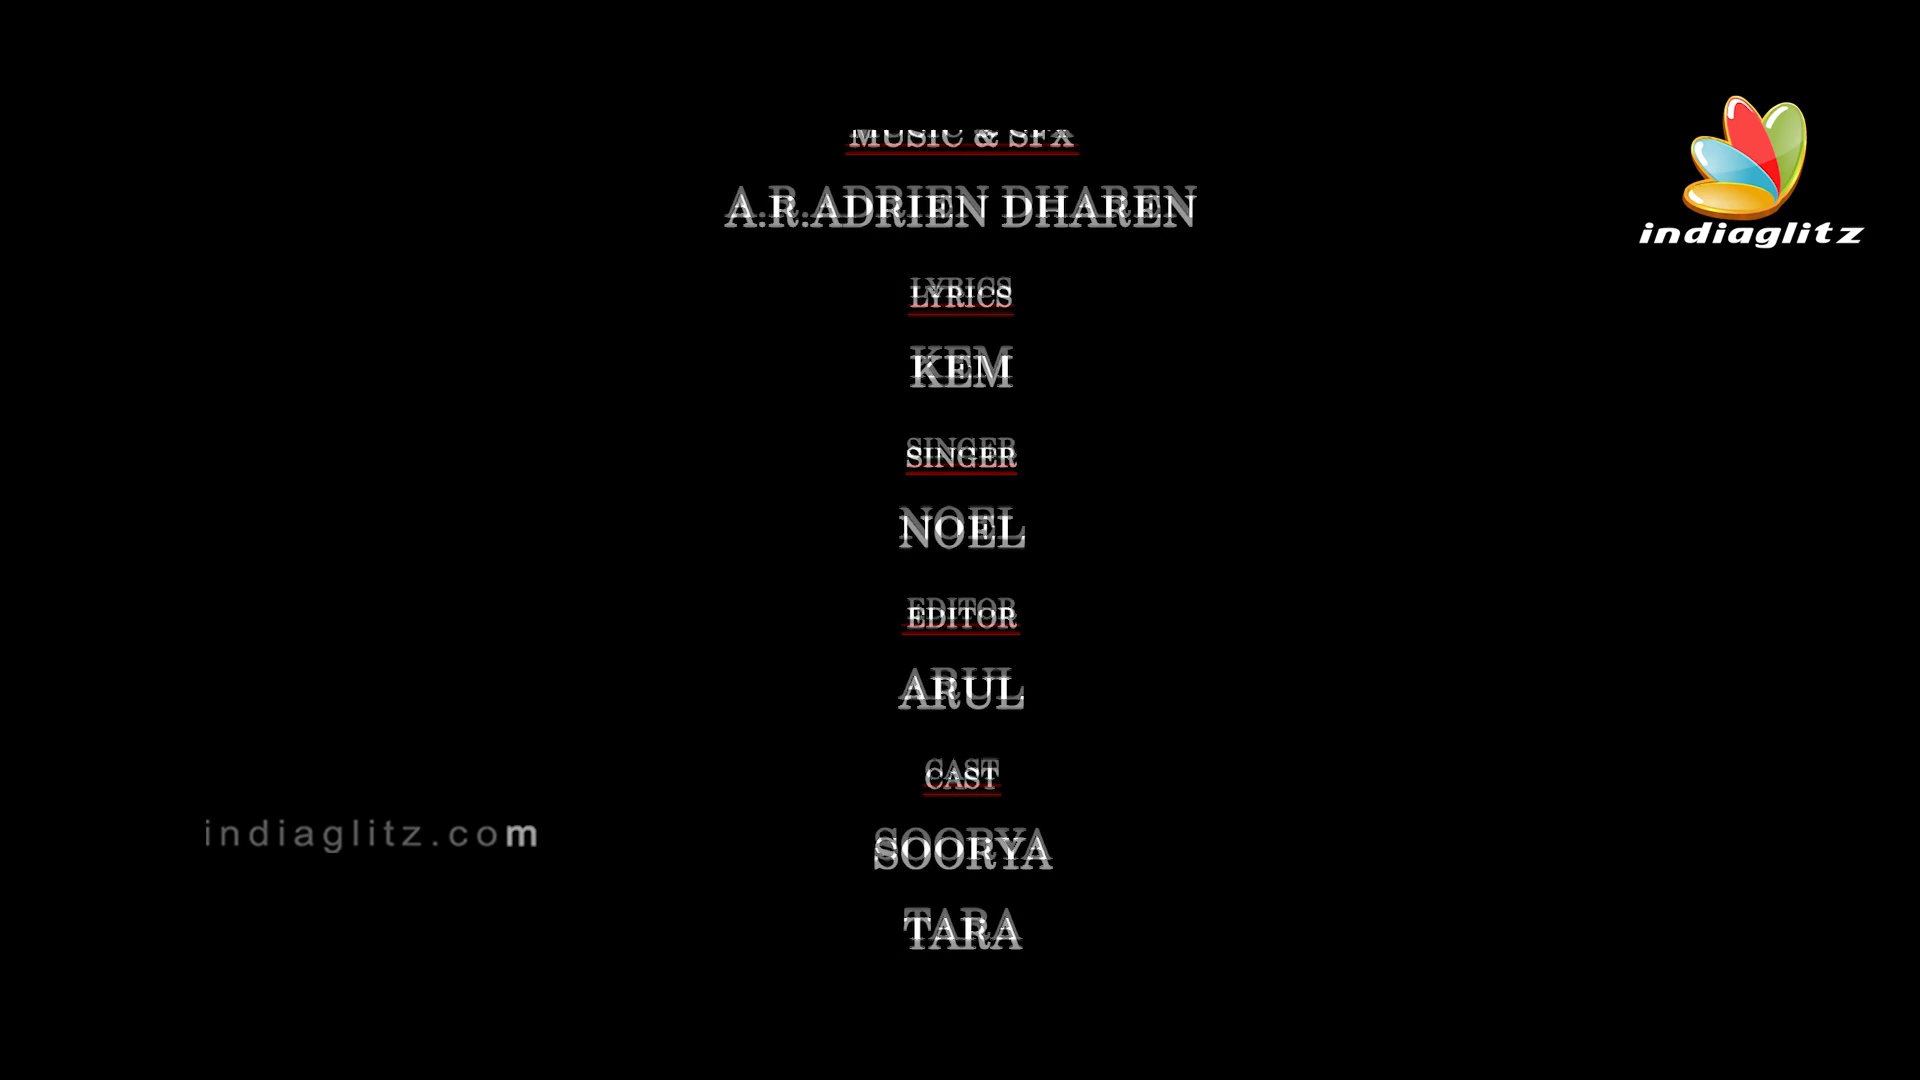 MUSIC & SFX
A.R.ADRIEN DHAREN
indiaglitz
LYRICS
KEM
SINGER
NOEL
EDITOR
ARUL
CAST
indiaglitz.com
SOORYA
TARA